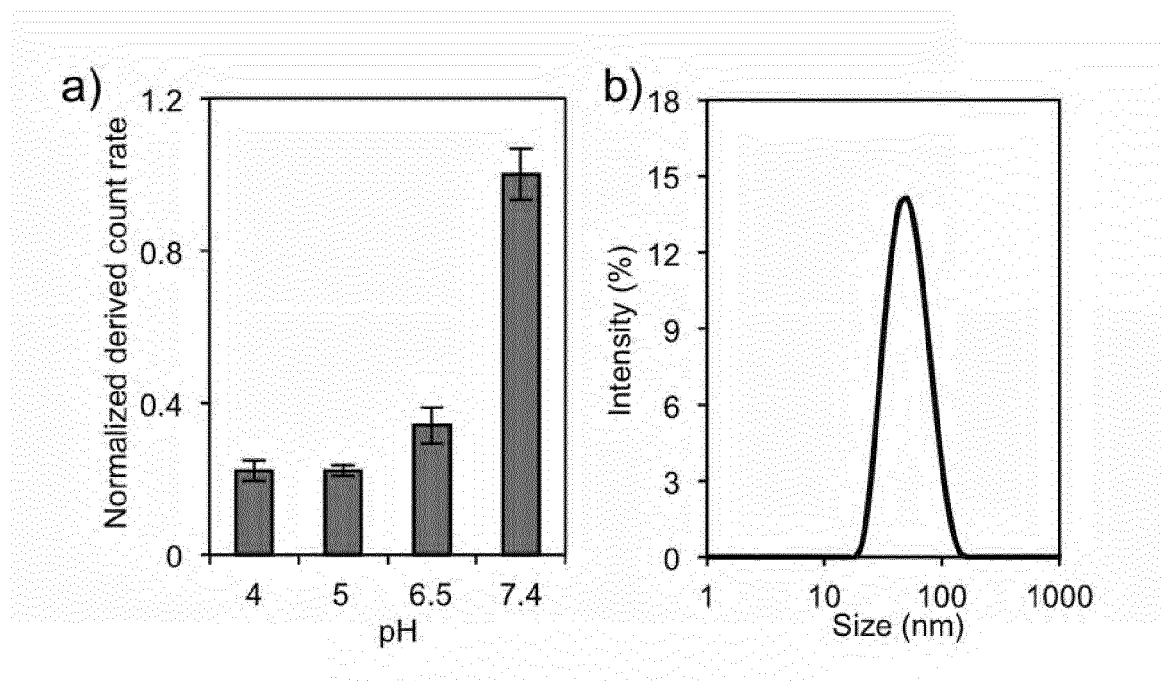 a)
Normalized derived count rate
1.2
0.8
0.4
0
4 5 6.5 7.4
pH
b)
Intensity (%)
18
15
12
9
6
3
0
1 10 100 1000
Size (nm)